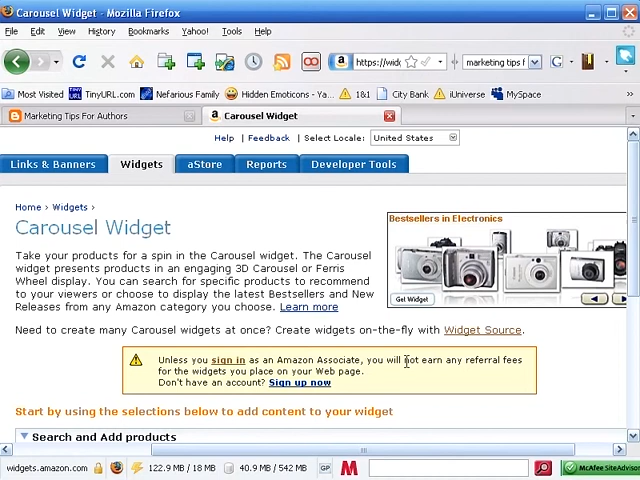 Carousel Widget - Mozilla Firefox
File Edit View History Bookmarks Yahoo! Tools Help
https://wid marketing tips f
Most Visited TinyURL.com Nefarious Family Hidden Emoticons - Ya... 1&1 City Bank iUniverse MySpace
Marketing Tips For Authors Carousel Widget
Help | Feedback | Select Locale: United States
Links & Banners Widgets aStore Reports Developer Tools
Home › Widgets ›
Carousel Widget
Take your products for a spin in the Carousel widget. The Carousel
widget presents products in an engaging 3D Carousel or Ferris
Wheel display. You can search for specific products to recommend
to your viewers or choose to display the latest Bestsellers and New
Releases from any Amazon category you choose. Learn more
Bestsellers in Electronics
Get Widget
Need to create many Carousel widgets at once? Create widgets on-the-fly with Widget Source.
Unless you sign in as an Amazon Associate, you will not earn any referral fees
for the widgets you place on your Web page.
Don't have an account? Sign up now
Start by using the selections below to add content to your widget
Search and Add products
widgets.amazon.com 122.9 MB / 18 MB 40.9 MB / 542 MB GP M McAfee SiteAdvisor